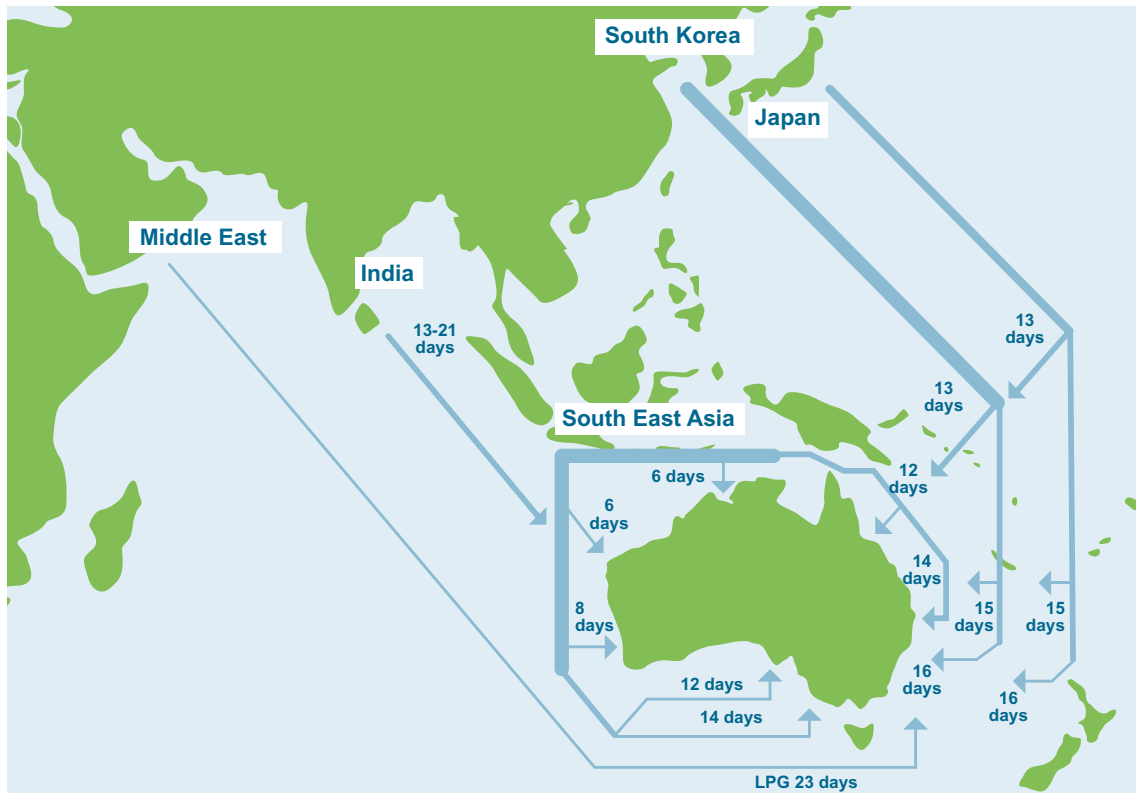 South Korea
Japan
Middle East
India
13-21
days
13
days
13
days
South East Asia
6 days
12
days
6
days
14
days
8
days
15
days
15
days
16
days
16
days
12 days
14 days
LPG 23 days